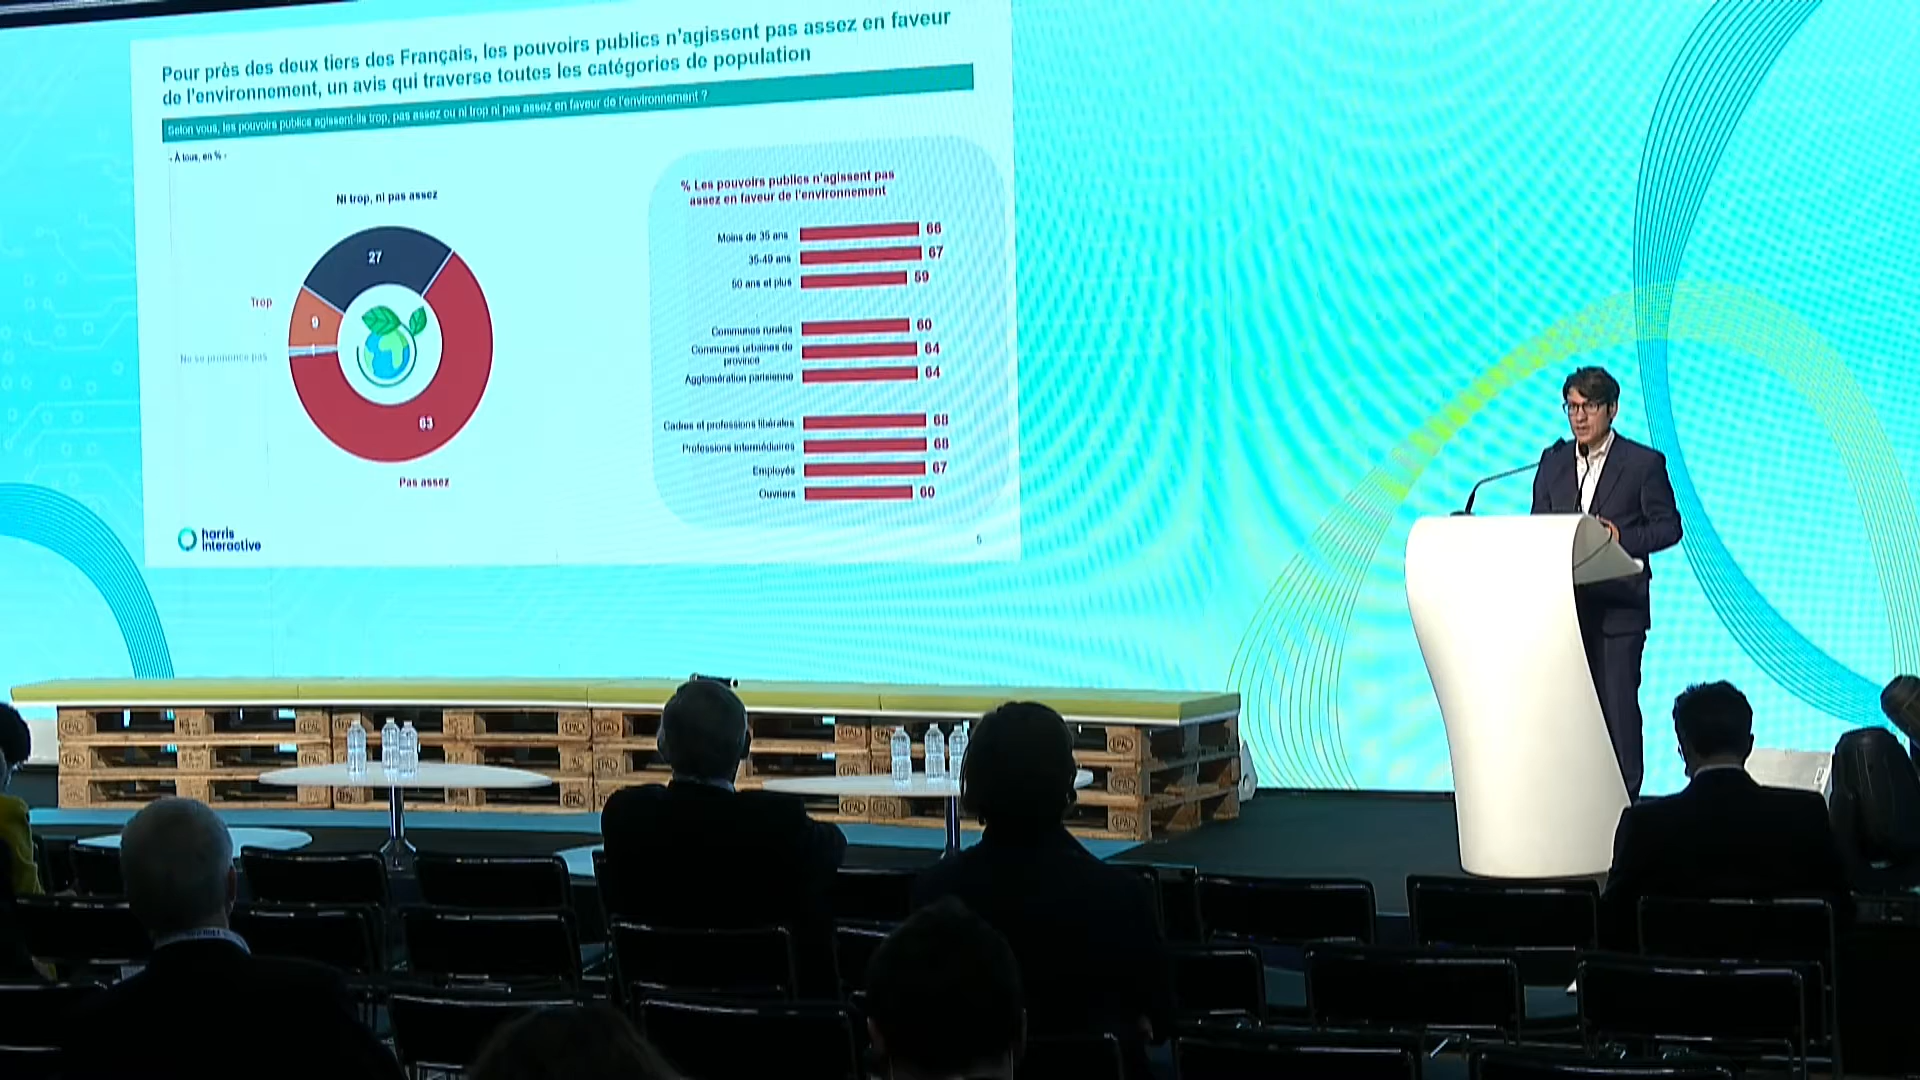 Pour près des deux tiers des Français, les pouvoirs publics n'agissent pas assez en faveur
de l'environnement, un avis qui traverse toutes les catégories de population
Selon vous, les pouvoirs publics agissent-ils trop, pas assez ou ni trop ni pas assez en faveur de l'environnement ?
- À tous, en % -
Ni trop, ni pas assez
27
Trop
9
Ne se prononce pas
1
63
Pas assez
% Les pouvoirs publics n'agissent pas
assez en faveur de l'environnement
Moins de 35 ans 66
35-49 ans 67
50 ans et plus 59
Communes rurales 60
Communes urbaines de
province 64
Agglomération parisienne 64
Cadres et professions libérales 68
Professions intermédiaires 68
Employés 67
Ouvriers 60
harris
interactive
EPAL